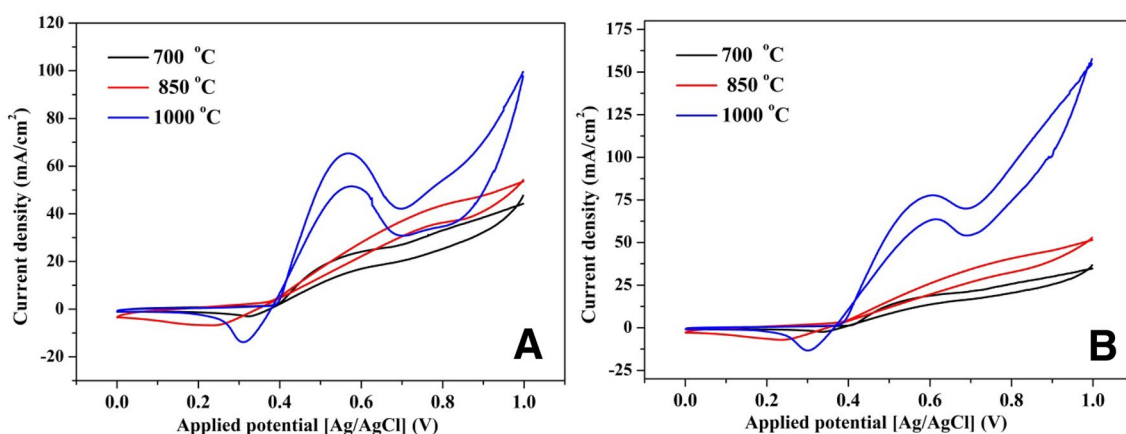 120
100
80
60
40
20
0
-20
Current density (mA/cm²)
700 °C
850 °C
1000 °C
A
0.0 0.2 0.4 0.6 0.8 1.0
Applied potential [Ag/AgCl] (V)
175
150
125
100
75
50
25
0
-25
Current density (mA/cm²)
700 °C
850 °C
1000 °C
B
0.0 0.2 0.4 0.6 0.8 1.0
Applied potential [Ag/AgCl] (V)